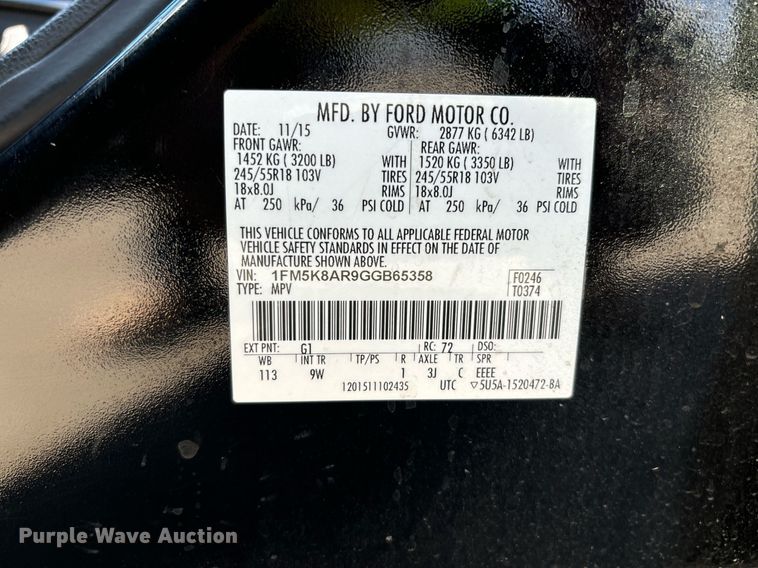 MFD. BY FORD MOTOR CO.
DATE: 11/15 GVWR: 2877 KG ( 6342 LB)
FRONT GAWR: REAR GAWR:
1452 KG ( 3200 LB) WITH 1520 KG ( 3350 LB) WITH
245/55R18 103V TIRES 245/55R18 103V TIRES
18x8.0J RIMS 18x8.0J RIMS
AT 250 kPa/ 36 PSI COLD AT 250 kPa/ 36 PSI COLD
THIS VEHICLE CONFORMS TO ALL APPLICABLE FEDERAL MOTOR
VEHICLE SAFETY STANDARDS IN EFFECT ON THE DATE OF
MANUFACTURE SHOWN ABOVE.
VIN: 1FM5K8AR9GGB65358 F0246
TYPE: MPV T0374
EXT PNT: G1 RC: 72 DSO:
WB INT TR TP/PS R AXLE TR SPR
113 9W 1 3J C EEEE
1201511102435 UTC ▽5U5A-1520472-BA
Purple Wave Auction